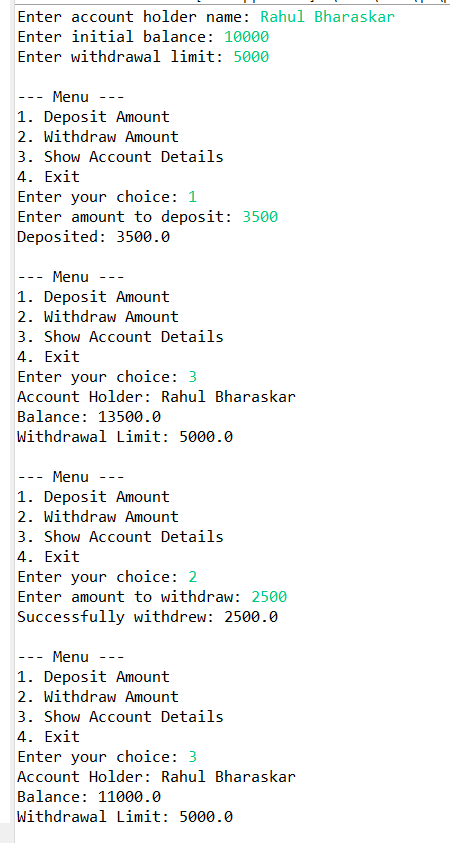 Enter account holder name: Rahul Bharaskar
Enter initial balance: 10000
Enter withdrawal limit: 5000
--- Menu ---
1. Deposit Amount
2. Withdraw Amount
3. Show Account Details
4. Exit
Enter your choice: 1
Enter amount to deposit: 3500
Deposited: 3500.0
--- Menu ---
1. Deposit Amount
2. Withdraw Amount
3. Show Account Details
4. Exit
Enter your choice: 3
Account Holder: Rahul Bharaskar
Balance: 13500.0
Withdrawal Limit: 5000.0
--- Menu ---
1. Deposit Amount
2. Withdraw Amount
3. Show Account Details
4. Exit
Enter your choice: 2
Enter amount to withdraw: 2500
Successfully withdrew: 2500.0
--- Menu ---
1. Deposit Amount
2. Withdraw Amount
3. Show Account Details
4. Exit
Enter your choice: 3
Account Holder: Rahul Bharaskar
Balance: 11000.0
Withdrawal Limit: 5000.0